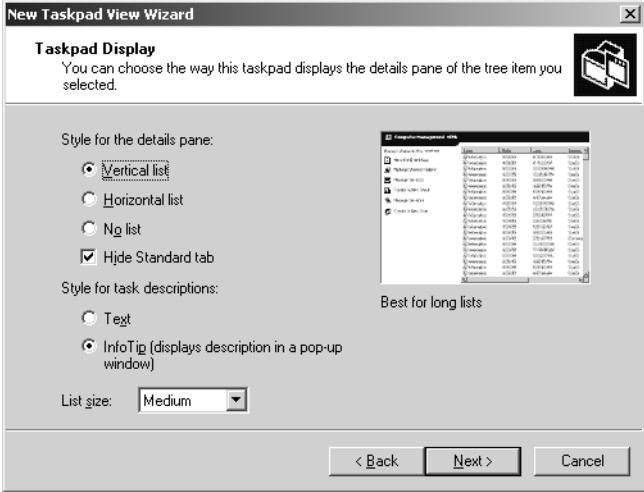 New Taskpad View Wizard
Taskpad Display
You can choose the way this taskpad displays the details pane of the tree item you
selected.
Style for the details pane:
Vertical list
Horizontal list
No list
Hide Standard tab
Style for task descriptions:
Text
InfoTip (displays description in a pop-up
window)
List size:
Medium
Best for long lists
< Back
Next >
Cancel